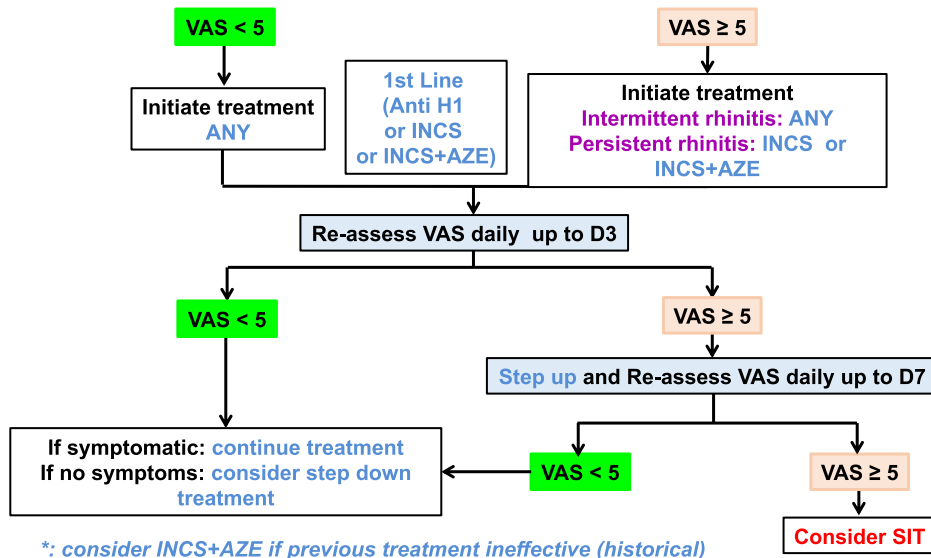 VAS < 5
VAS ≥ 5
Initiate treatment
ANY
1st Line
(Anti H1
or INCS
or INCS+AZE)
Initiate treatment
Intermittent rhinitis: ANY
Persistent rhinitis: INCS or
INCS+AZE
Re-assess VAS daily up to D3
VAS < 5
VAS ≥ 5
Step up and Re-assess VAS daily up to D7
If symptomatic: continue treatment
If no symptoms: consider step down
treatment
VAS < 5
VAS ≥ 5
Consider SIT
*: consider INCS+AZE if previous treatment ineffective (historical)